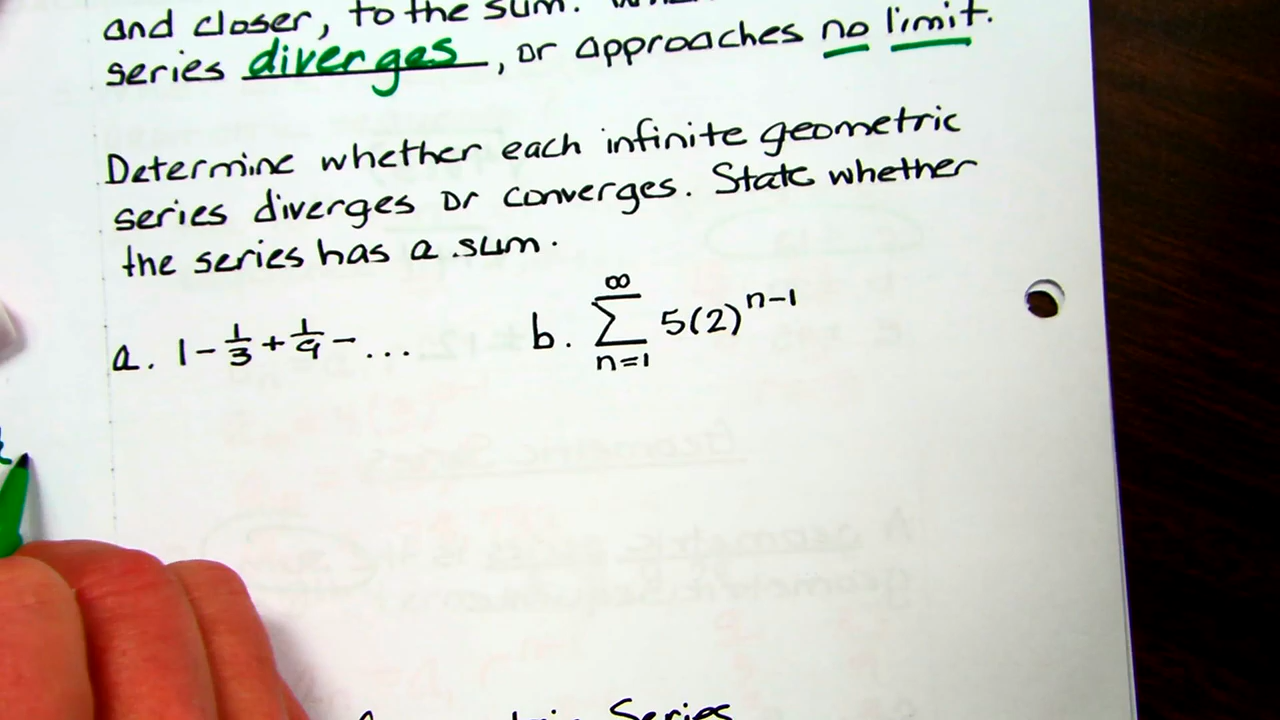 and closer, to the sum.
series diverges, or approaches no limit.
Determine whether each infinite geometric
series diverges or converges. State whether
the series has a sum.
a. 1 - 1/3 + 1/9 - ...
b. ∞ ∑ n=1 5(2)^n-1
Series